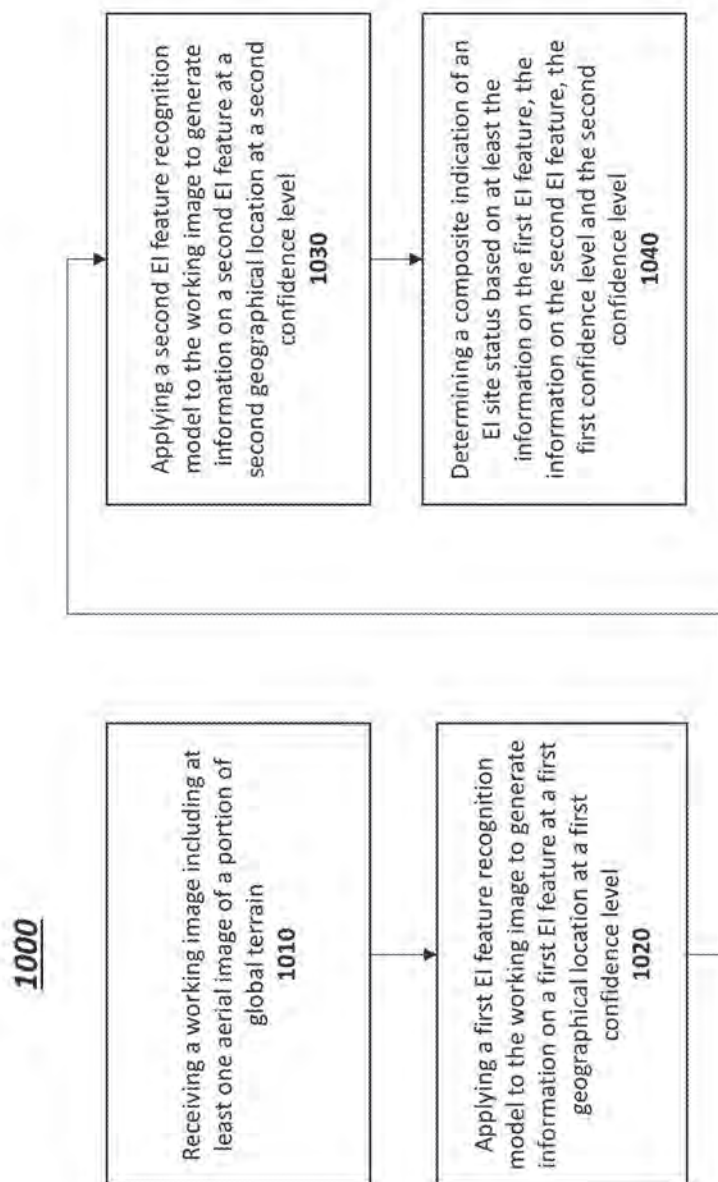 1000
Receiving a working image including at
least one aerial image of a portion of
global terrain
1010
Applying a first EI feature recognition
model to the working image to generate
information on a first EI feature at a first
geographical location at a first
confidence level
1020
Applying a second EI feature recognition
model to the working image to generate
information on a second EI feature at a
second geographical location at a second
confidence level
1030
Determining a composite indication of an
EI site status based on at least the
information on the first EI feature, the
information on the second EI feature, the
first confidence level and the second
confidence level
1040